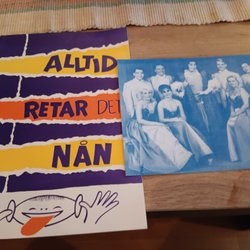 ALLTID
RETAR DET
NÅN